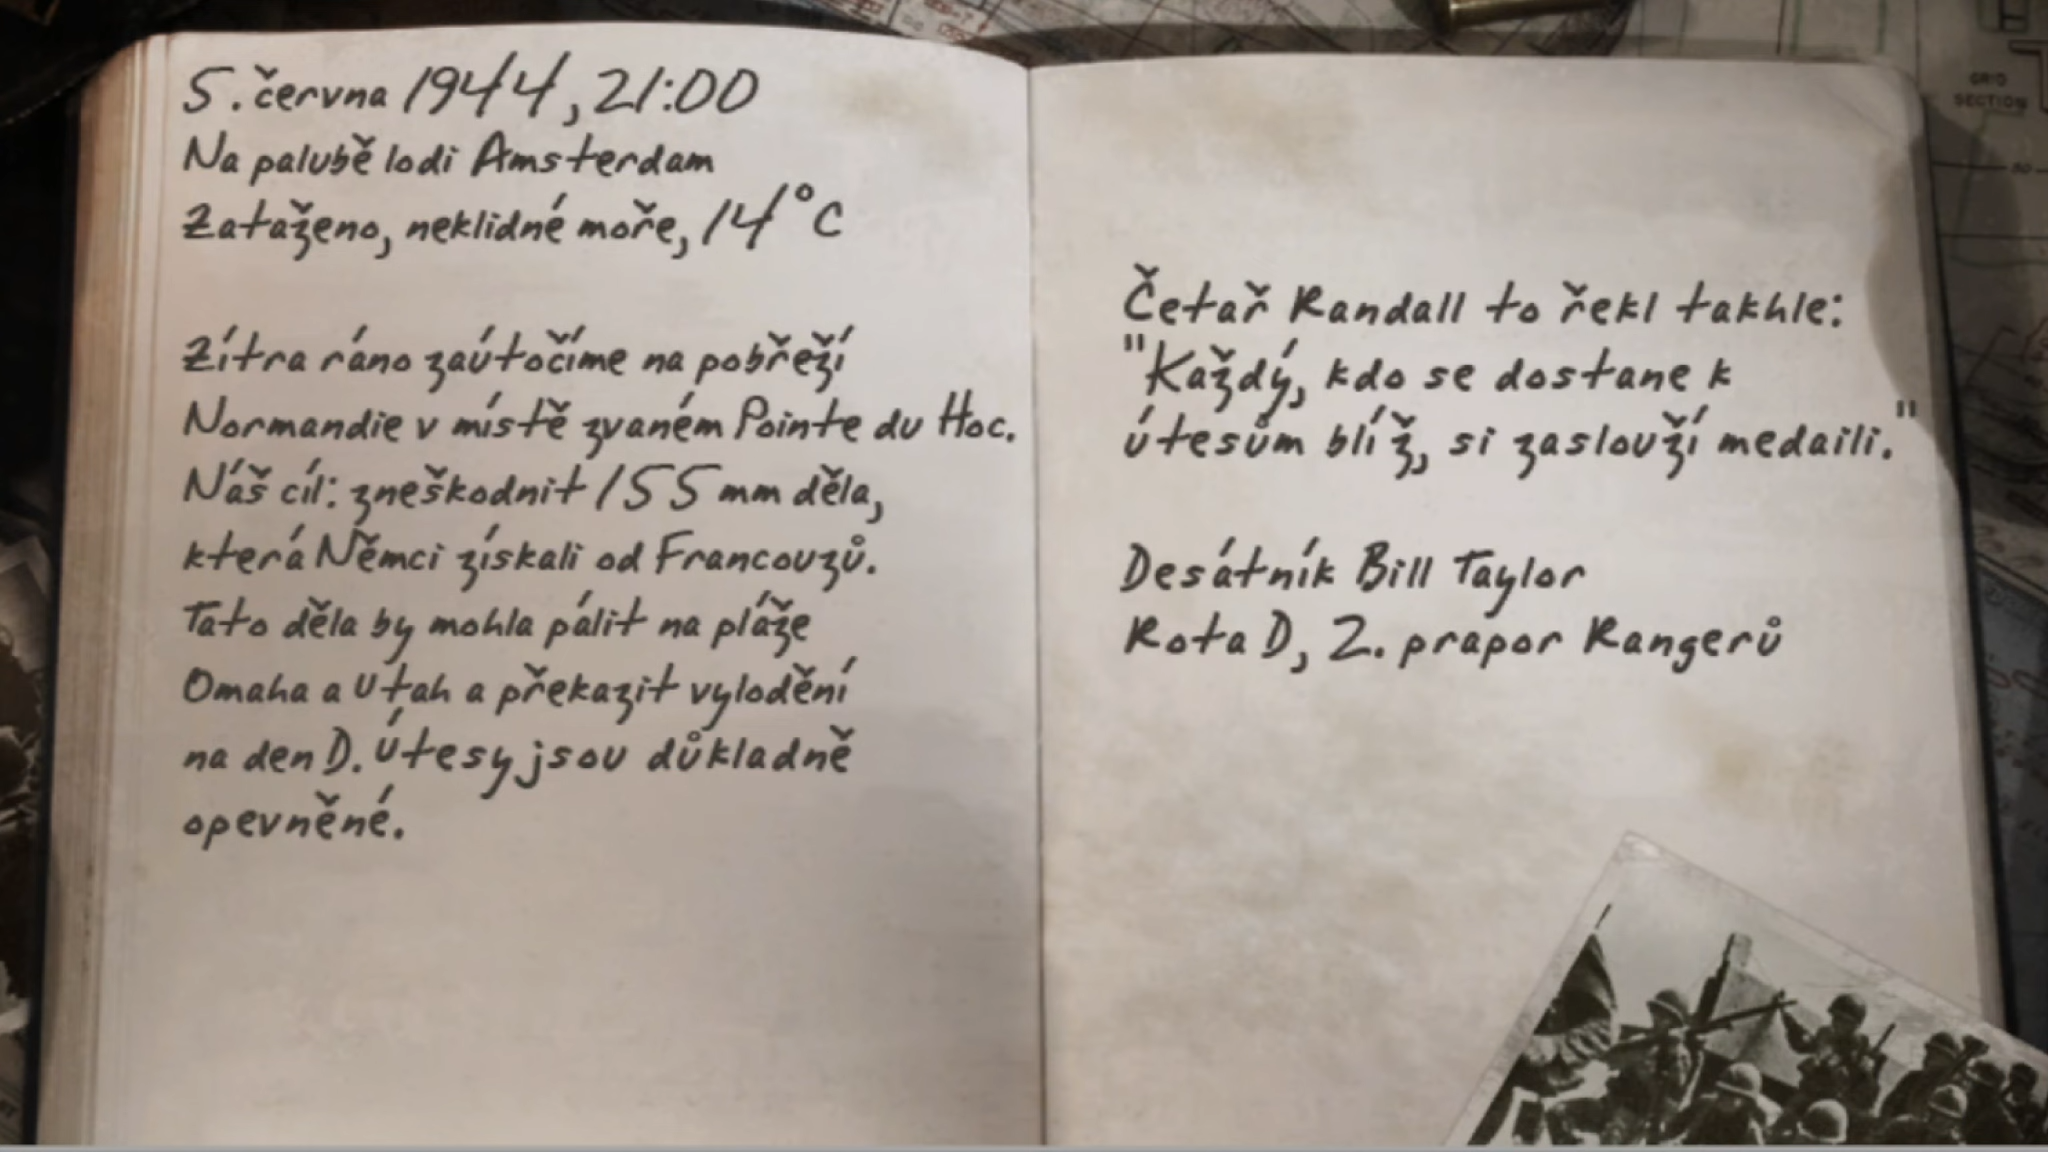 5. června 1944, 21:00
Na palubě lodi Amsterdam
Zataženo, neklidné moře, 14°C
Zítra ráno zaútočíme na pobřeží
Normandie v místě zvaném Pointe du Hoc.
Náš cíl: zneškodnit 155 mm děla,
která Němci získali od Francouzů.
Tato děla by mohla pálit na pláže
Omaha a Utah a překazit vylodění
na den D. Útesy jsou důkladně
opevněné.
Četař Randall to řekl takhle:
"Každý, kdo se dostane k
útesům blíž, si zaslouží medaili."
Desátník Bill Taylor
Rota D, 2. prapor Rangerů
GRID
SECTION